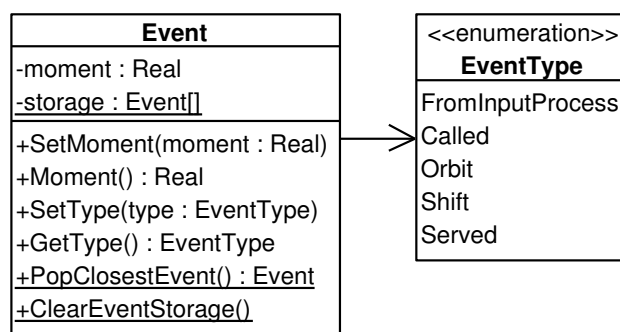 Event
-moment : Real
-storage : Event[]
+SetMoment(moment : Real)
+Moment() : Real
+SetType(type : EventType)
+GetType() : EventType
+PopClosestEvent() : Event
+ClearEventStorage()
<<enumeration>>
EventType
FromInputProcess
Called
Orbit
Shift
Served